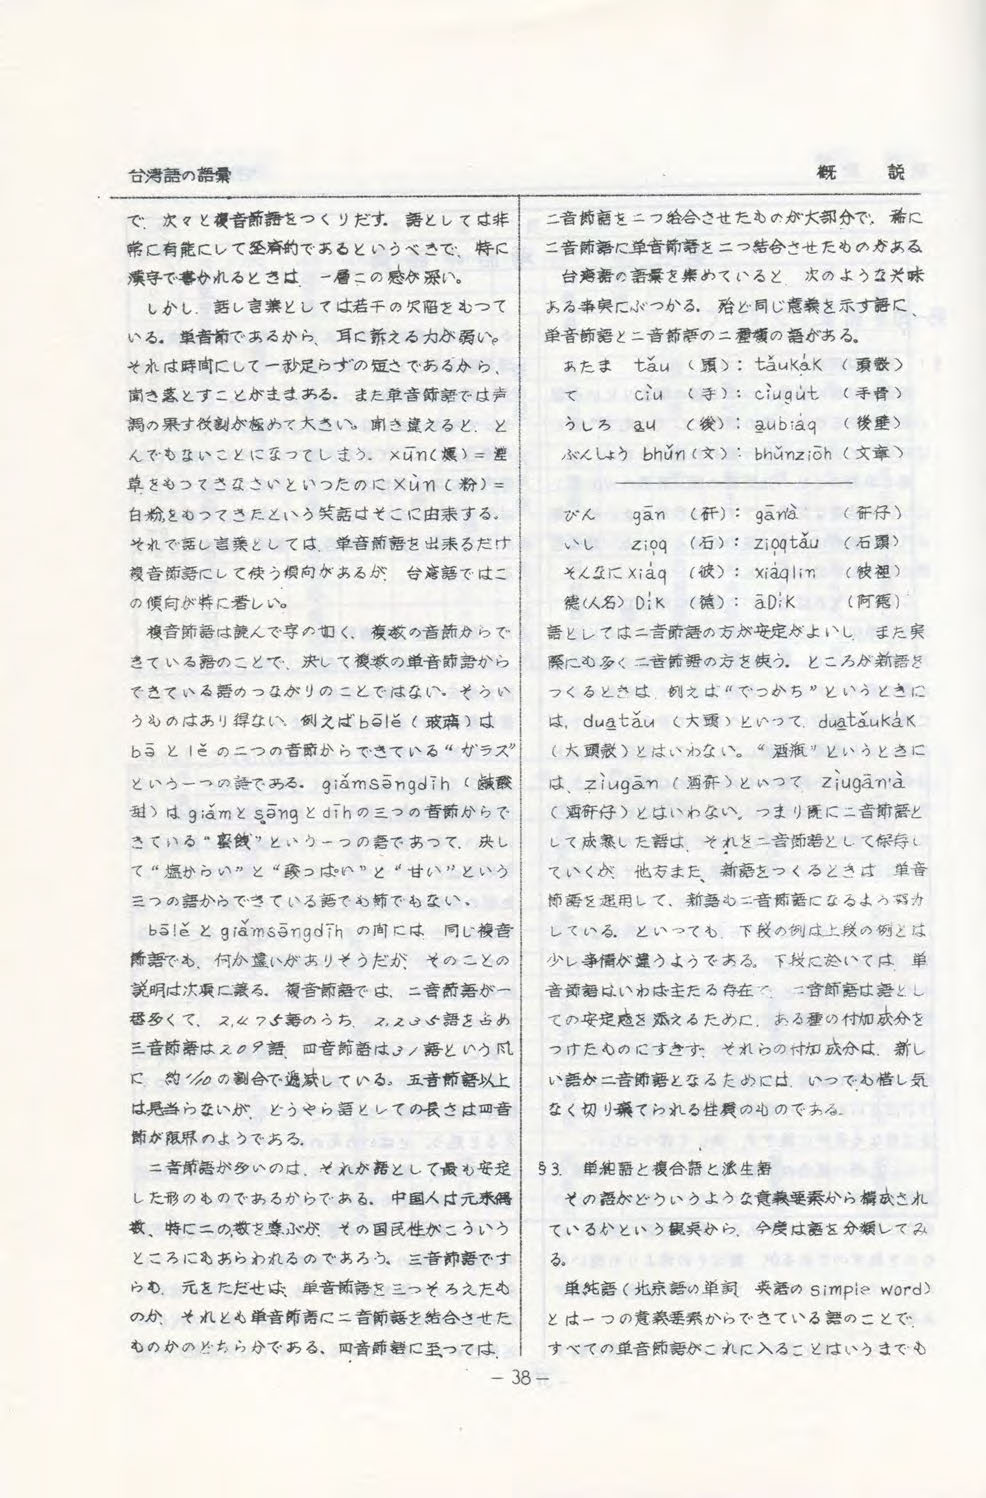 台湾語の語彙
概 説
で、次々と複音節語をつくりだす。語としては非
常に有能にして経済的であるというべきで、特に
漢字で書かれるときは、一層この感が深い。
しかし、話し言葉としては若干の欠陥をもつて
いる。単音節であるから、耳に訴える力が弱い。
それは時間にして一秒足らずの短さであるから、
聞き落とすことがままある。また単音節語では声
調の果す役割が極めて大きい。聞き違えると、と
んでもないことになってしまう。xūn(燻)=煙
草をもつてきなさいといったのにxùn(粉)=
白粉をもつてきたという笑話はそこに由来する。
それで話し言葉としては、単音節語を出来るだけ
複音節語にして使う傾向があるが、台湾語ではこ
の傾向が特に著しい。
複音節語は読んで字の如く、複数の音節からで
きている語のことで、決して複数の単音節語から
できている語のつながりのことではない。そうい
うものはあり得ない。例えばbōlě(玻璃)は
bō と lě の二つの音節からできている“ガラス”
という一つの語である。giǎmsəngdīh(鹹酸
甜)はgiǎmとsəngとdīhの三つの音節からで
きている“蜜餞”という一つの語であつて、決し
て“塩からい”と“酸っぱい”と“甘い”という
三つの語からできている語でも節でもない。
bōlě と giǎmsəngdīh の間には、同じ複音
節語でも、何か違いがありそうだが、そのことの
説明は次項に譲る。複音節語では、二音節語が一
番多くて、2,475語のうち、2,235語を占め
三音節語は209語、四音節語は31語という風
に、約1/10の割合で逓減している。五音節語以上
は見当らないが、どうやら語としての長さは四音
節が限界のようである。
二音節語が多いのは、それが語として最も安定
した形のものであるからである。中国人は元来偶
数、特に二の数を尊ぶが、その国民性がこういう
ところにもあらわれるのであろう。三音節語です
らも、元をただせば、単音節語を三つそろえたも
のか、それとも単音節語に二音節語を結合させた
ものかのどちら分である。四音節語に至つては、
二音節語を二つ結合させたものが大部分で、稀に
二音節語に単音節語を二つ結合させたものがある
台湾語の語彙を集めていると、次のような興味
ある事実にぶつかる。殆ど同じ意義を示す語に、
単音節語と二音節語の二種類の語がある。
あたま tǎu (頭): tǎukȧk (頭殼)
て cìu (手): cìugu̇t (手骨)
うしろ au (後): aubiȧq (後壁)
ぶんしょう bhǔn(文): bhǔnziōh(文章)
びん gān (矸): gān'à (矸仔)
いし zioq (石): zioqtǎu (石頭)
そんなにxiȧq (彼): xiȧqlìn (彼裡)
徳(人名) Di̇k (徳): āDi̇k (阿徳)
語としては二音節語の方が安定がよいし、また実
際にも多く二音節語の方を使う。ところが新語を
つくるときは、例えば“でつかち”というときに
は、duatǎu (大頭)といって、duatǎukȧk
(大頭殼)とはいわない。“酒瓶”というときに
は、zìugān (酒矸)といつて、zìugān'à
(酒矸仔)とはいわない。つまり既に二音節語と
して成熟した語は、それを二音節語として保存し
ていくが、他方また、新語をつくるときは、単音
節語を運用して、新語も二音節語になるよう努力
している。といっても、下段の例は上段の例とは
少し事情が違うようである。下段に於いては、単
音節語はいわば主たる存在で、二音節語は語とし
ての安定感を添えるために、ある種の付加成分を
つけたものにすぎず、それらの付加成分は、新し
い語が二音節語となるためには、いつでも惜し気
なく切り棄てられる性質のものである。
§3. 単純語と複合語と派生語
その語がどういうような意義要素から構成され
ているかという観点から、今度は語を分類してみ
る。
単純語(北京語の単詞、英語の simple word)
とは一つの意義要素からできている語のことで、
すべての単音節語がこれに入ることはいうまでも
— 38 —